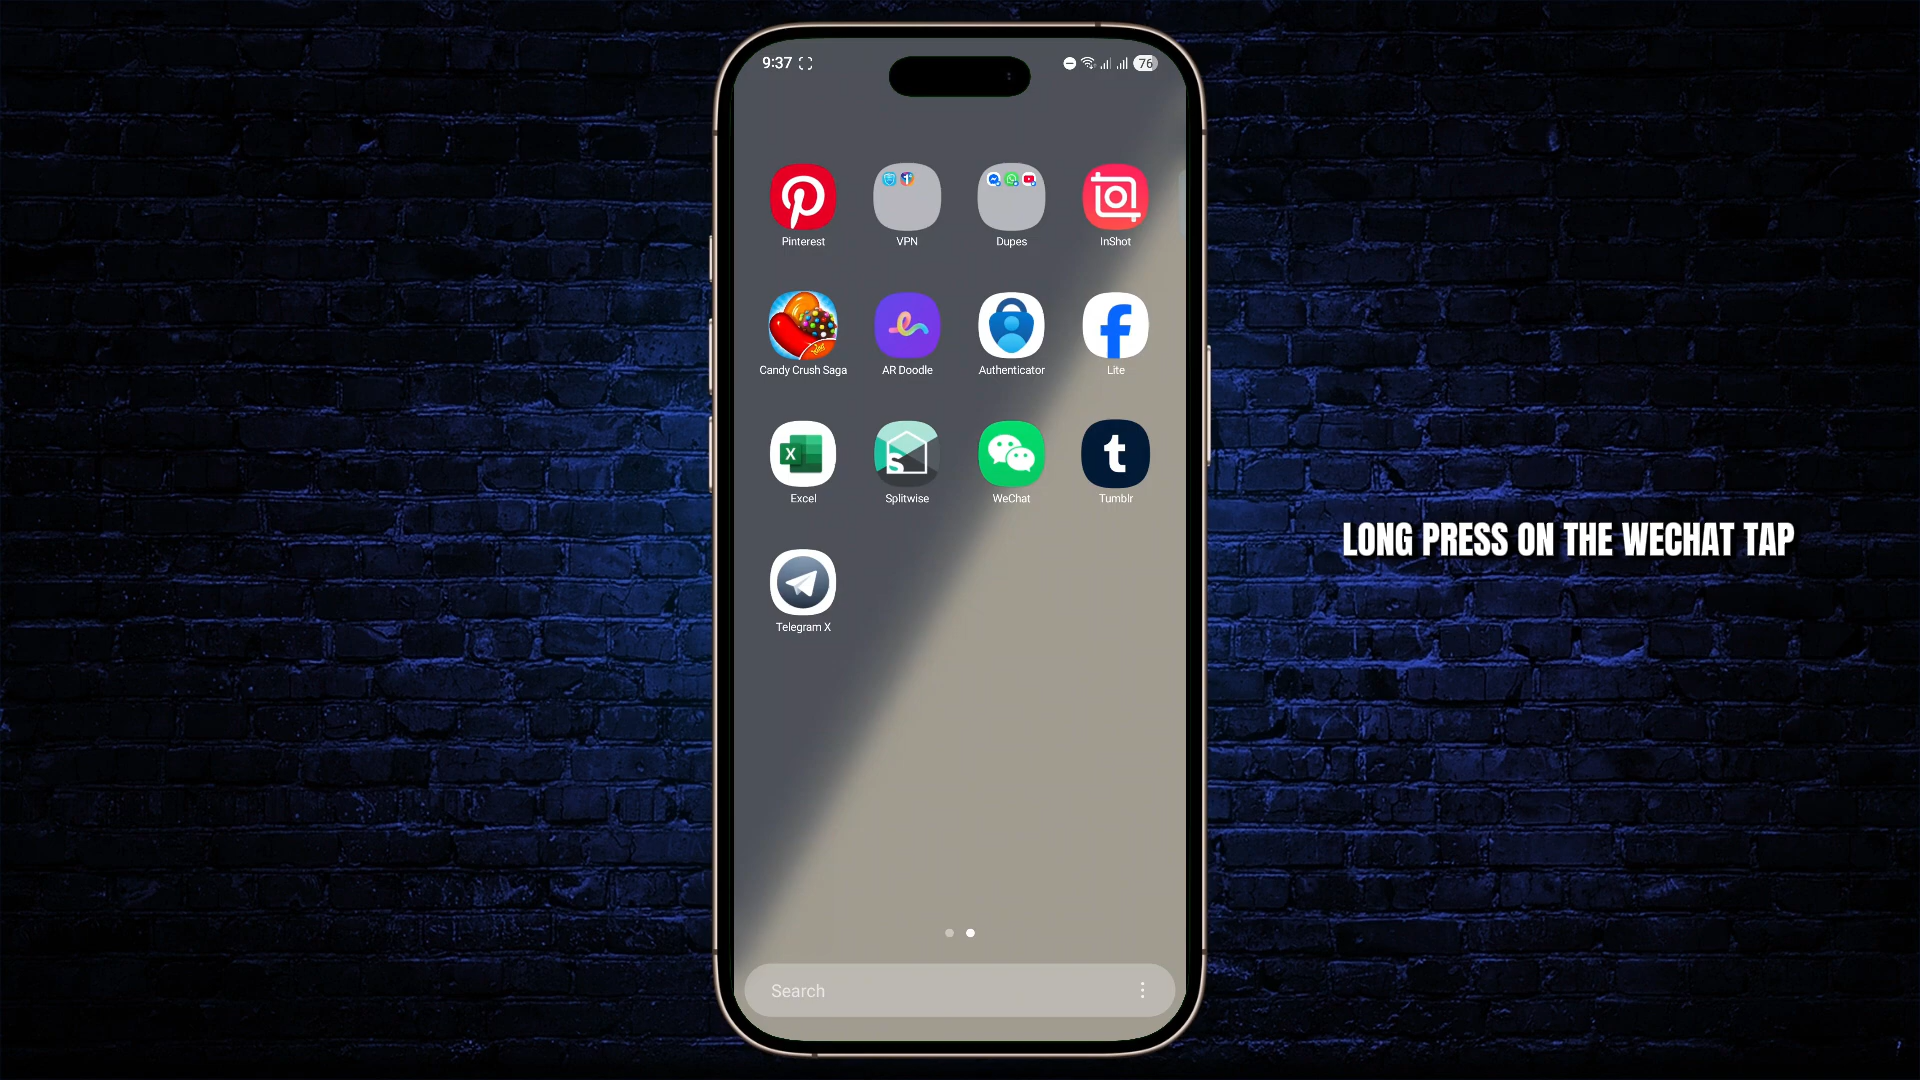 9:37
76
Pinterest
VPN
Dupes
InShot
Candy Crush Saga
AR Doodle
Authenticator
Lite
Excel
Splitwise
WeChat
Tumblr
Telegram X
Search
LONG PRESS ON THE WECHAT TAP